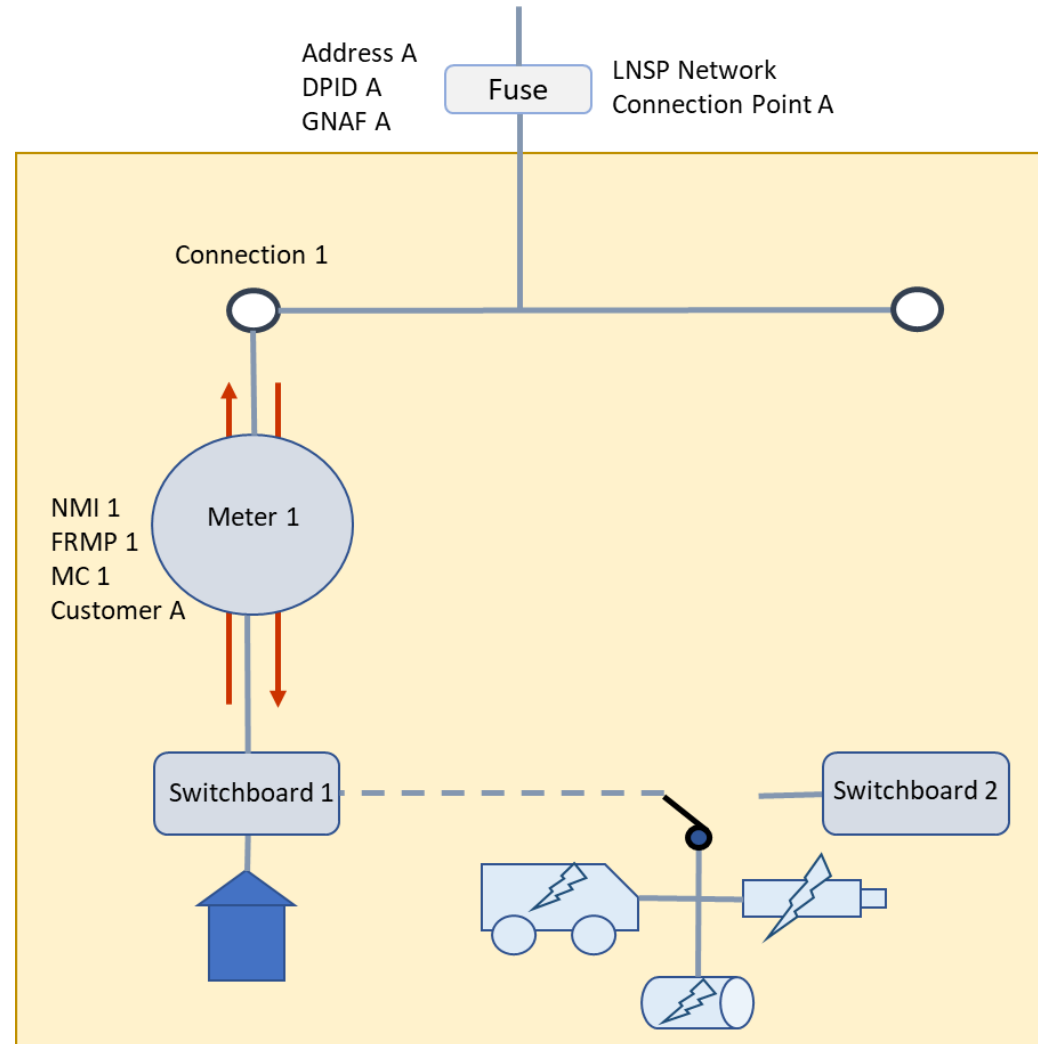 Address A
DPID A
GNAF A
Fuse
LNSP Network
Connection Point A
Connection 1
NMI 1
FRMP 1
MC 1
Customer A
Meter 1
Switchboard 1
Switchboard 2